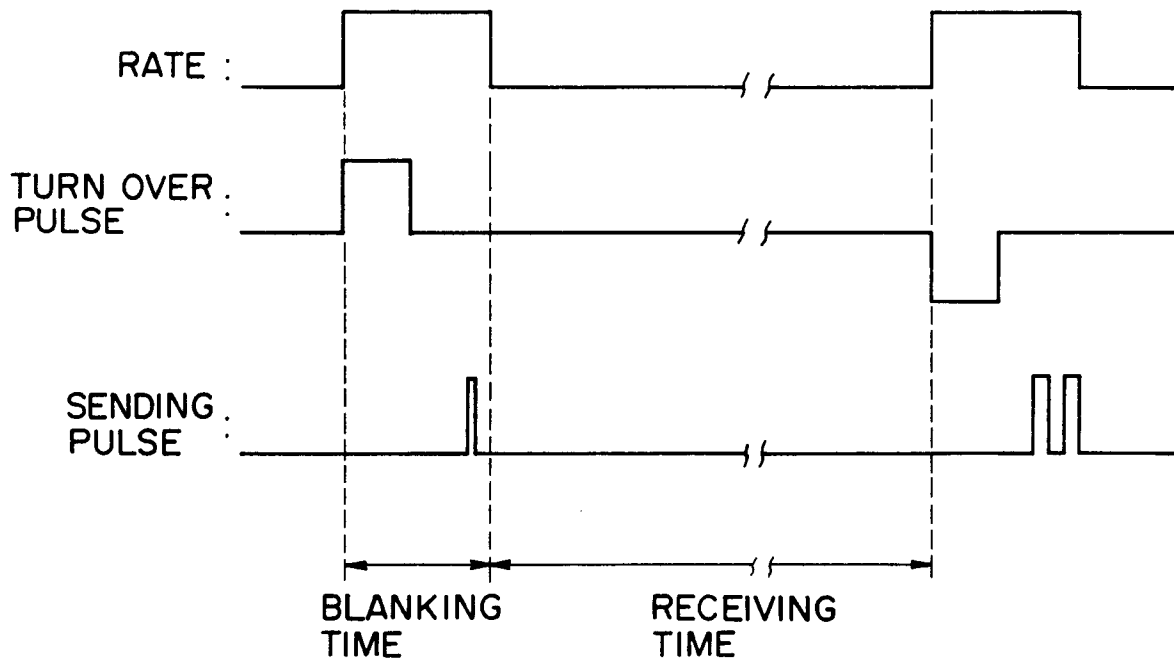 RATE :
TURN OVER :
PULSE
SENDING :
PULSE
BLANKING
TIME
RECEIVING
TIME